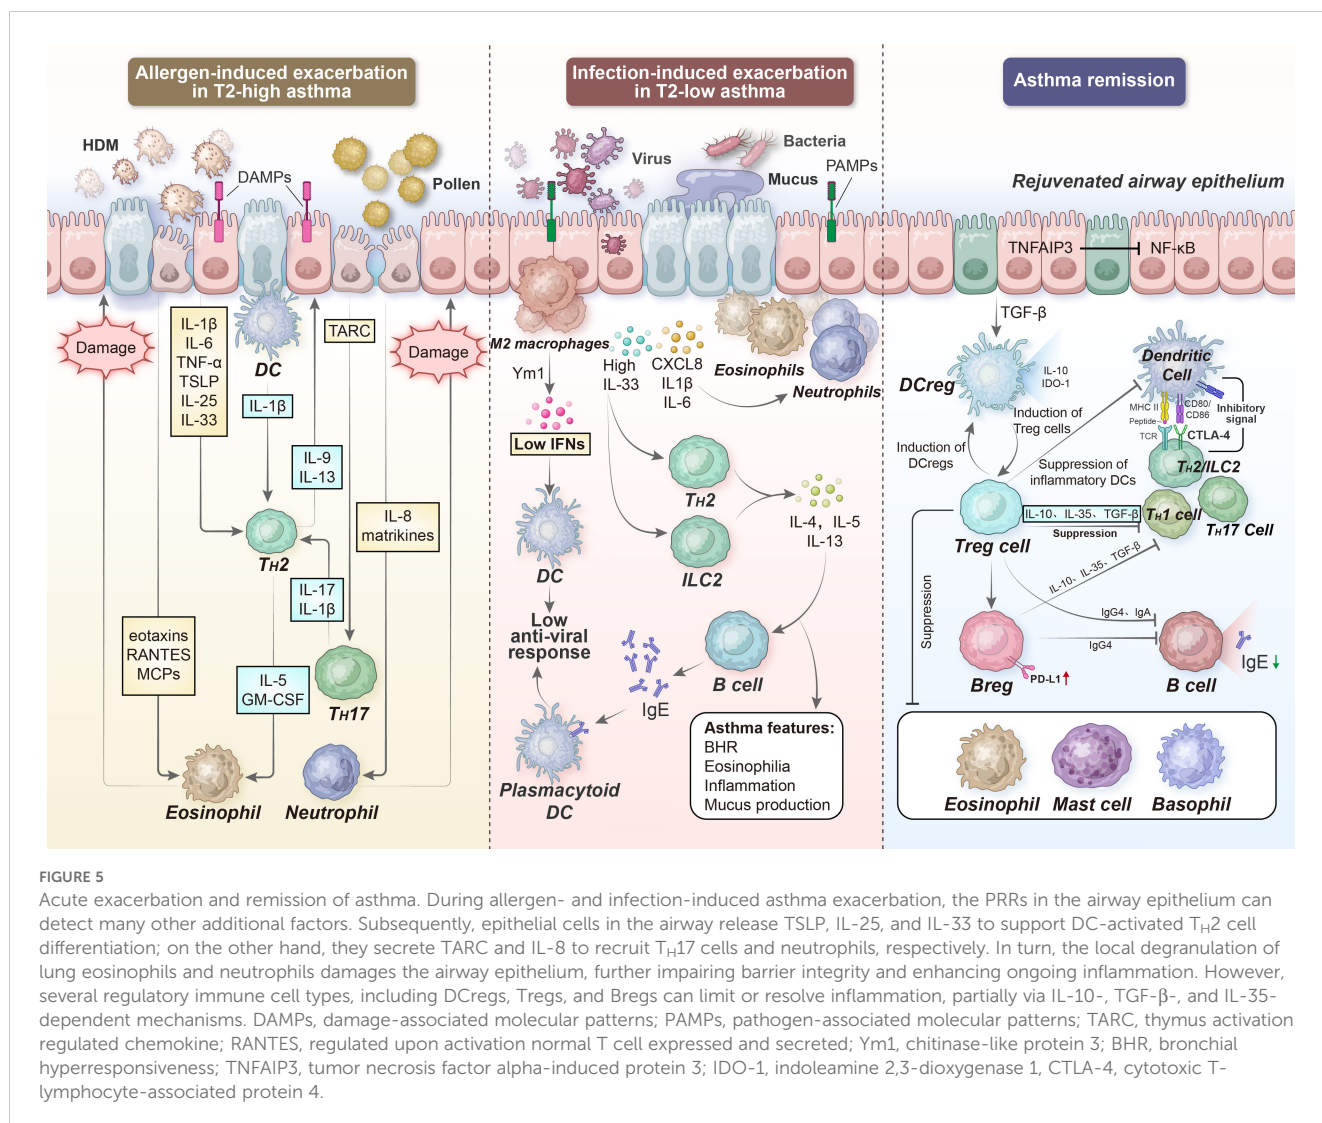 Allergen-induced exacerbation
in T2-high asthma
HDM
DAMPs
Pollen
Damage
IL-1β
IL-6
TNF-α
TSLP
IL-25
IL-33
DC
IL-1β
TARC
Damage
IL-9
IL-13
IL-8
matrikines
TH2
IL-17
IL-1β
eotaxins
RANTES
MCPs
IL-5
GM-CSF
TH17
Eosinophil
Neutrophil
Infection-induced exacerbation
in T2-low asthma
Virus
Bacteria
Mucus
PAMPs
M2 macrophages
Ym1
High
IL-33
CXCL8
IL1β
IL-6
Eosinophils
Neutrophils
Low IFNs
TH2
IL-4, IL-5
IL-13
DC
ILC2
Low
anti-viral
response
B cell
IgE
Plasmacytoid
DC
Asthma features:
BHR
Eosinophilia
Inflammation
Mucus production
Asthma remission
Rejuvenated airway epithelium
TNFAIP3
NF-κB
TGF-β
DCreg
IL-10
IDO-1
Dendritic
Cell
MHC II
CD80/
CD86
Peptide
TCR
CTLA-4
Inhibitory
signal
Induction of
Treg cells
Induction of
DCregs
Suppression of
inflammatory DCs
TH2/ILC2
Treg cell
IL-10、IL-35、TGF-β
Suppression
TH1 cell
TH17 Cell
IL-10、IL-35、TGF-β
Suppression
IgG4、IgA
IgG4
Breg
PD-L1
B cell
IgE
Eosinophil
Mast cell
Basophil
FIGURE 5
Acute exacerbation and remission of asthma. During allergen- and infection-induced asthma exacerbation, the PRRs in the airway epithelium can
detect many other additional factors. Subsequently, epithelial cells in the airway release TSLP, IL-25, and IL-33 to support DC-activated TH2 cell
differentiation; on the other hand, they secrete TARC and IL-8 to recruit TH17 cells and neutrophils, respectively. In turn, the local degranulation of
lung eosinophils and neutrophils damages the airway epithelium, further impairing barrier integrity and enhancing ongoing inflammation. However,
several regulatory immune cell types, including DCregs, Tregs, and Bregs can limit or resolve inflammation, partially via IL-10-, TGF-β-, and IL-35-
dependent mechanisms. DAMPs, damage-associated molecular patterns; PAMPs, pathogen-associated molecular patterns; TARC, thymus activation
regulated chemokine; RANTES, regulated upon activation normal T cell expressed and secreted; Ym1, chitinase-like protein 3; BHR, bronchial
hyperresponsiveness; TNFAIP3, tumor necrosis factor alpha-induced protein 3; IDO-1, indoleamine 2,3-dioxygenase 1, CTLA-4, cytotoxic T-
lymphocyte-associated protein 4.